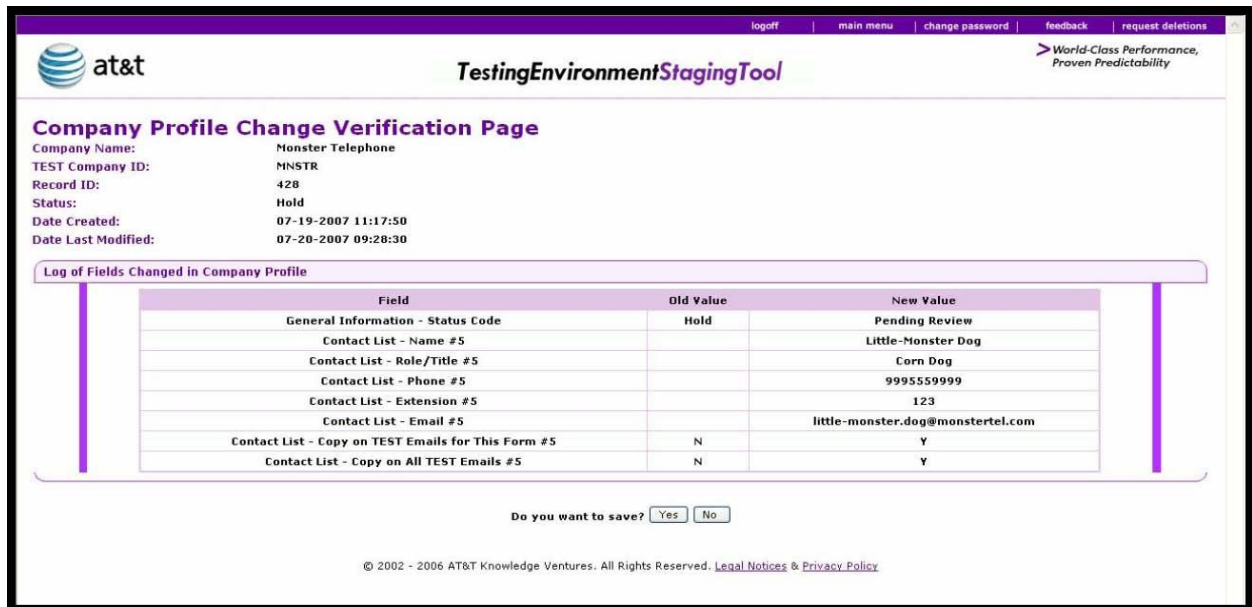 logoff | main menu | change password | feedback | request deletions
at&t
TestingEnvironmentStagingTool
>World-Class Performance,
Proven Predictability
Company Profile Change Verification Page
Company Name: Monster Telephone
TEST Company ID: MNSTR
Record ID: 428
Status: Hold
Date Created: 07-19-2007 11:17:50
Date Last Modified: 07-20-2007 09:28:30
Log of Fields Changed in Company Profile
Field Old Value New Value
General Information - Status Code Hold Pending Review
Contact List - Name #5 Little-Monster Dog
Contact List - Role/Title #5 Corn Dog
Contact List - Phone #5 9995559999
Contact List - Extension #5 123
Contact List - Email #5 little-monster.dog@monstertel.com
Contact List - Copy on TEST Emails for This Form #5 N Y
Contact List - Copy on All TEST Emails #5 N Y
Do you want to save? Yes No
© 2002 - 2006 AT&T Knowledge Ventures. All Rights Reserved. Legal Notices & Privacy Policy